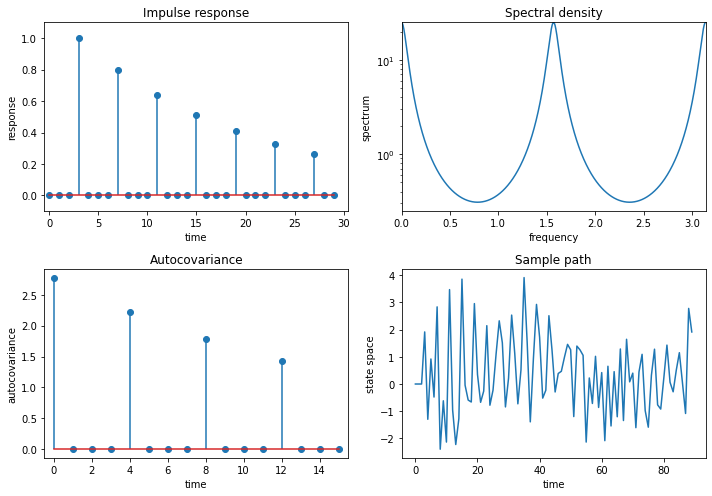 Impulse response
1.0
0.8
0.6
0.4
0.2
0.0
response
0 5 10 15 20 25 30
time
Spectral density
10¹
10⁰
spectrum
0.0 0.5 1.0 1.5 2.0 2.5 3.0
frequency
Autocovariance
2.5
2.0
1.5
1.0
0.5
0.0
autocovariance
0 2 4 6 8 10 12 14
time
Sample path
4
3
2
1
0
−1
−2
state space
0 20 40 60 80
time